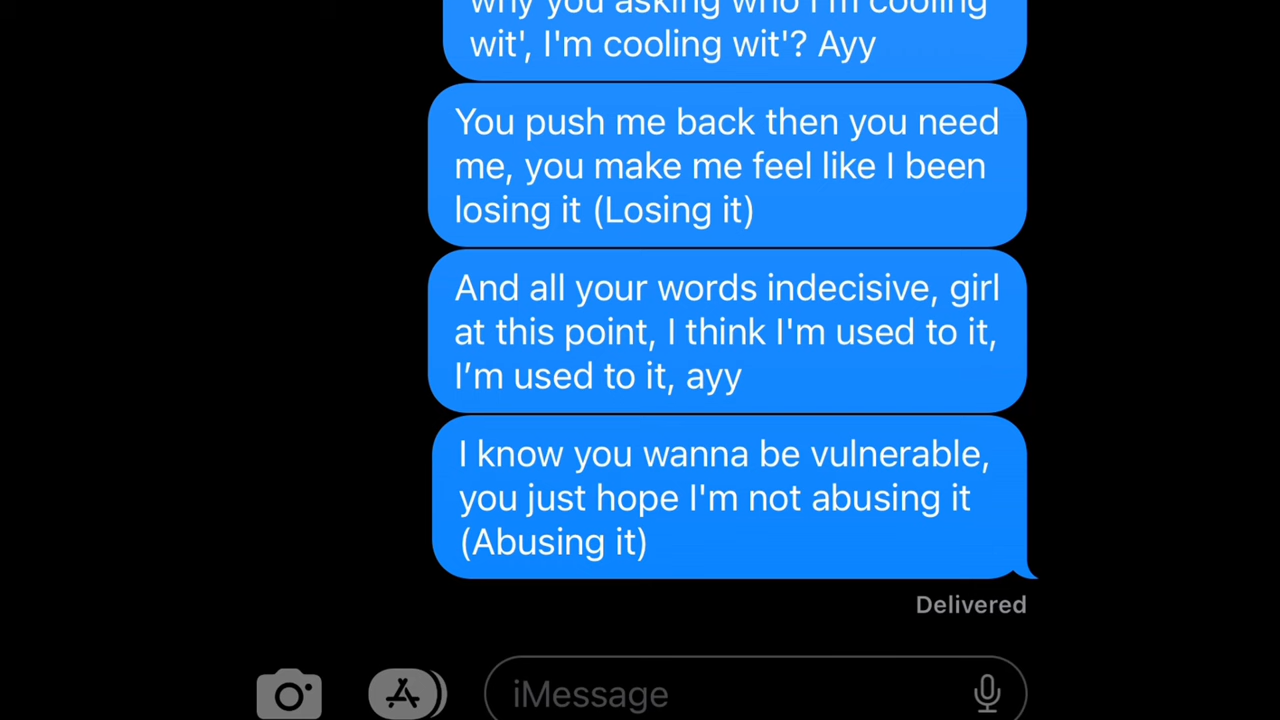 why you asking who I'm cooling
wit', I'm cooling wit'? Ayy
You push me back then you need
me, you make me feel like I been
losing it (Losing it)
And all your words indecisive, girl
at this point, I think I'm used to it,
I’m used to it, ayy
I know you wanna be vulnerable,
you just hope I'm not abusing it
(Abusing it)
Delivered
iMessage